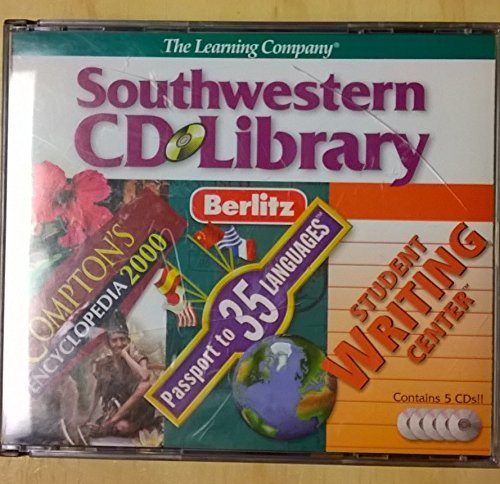 The Learning Company®
Southwestern
CD Library
COMPTON'S
ENCYCLOPEDIA 2000
Berlitz
Passport to 35 LANGUAGES™
STUDENT
WRITING
CENTER™
Contains 5 CDs!!